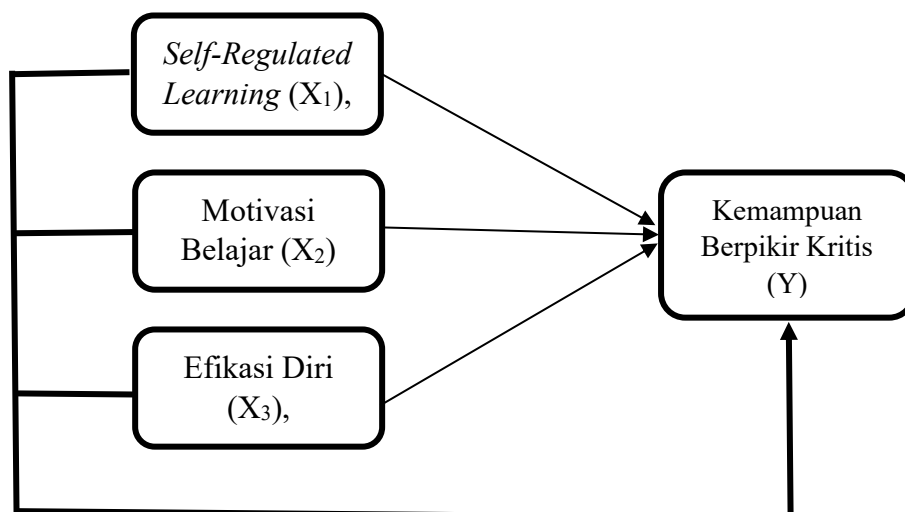 Self-Regulated
Learning (X₁),
Motivasi
Belajar (X₂)
Efikasi Diri
(X₃),
Kemampuan
Berpikir Kritis
(Y)